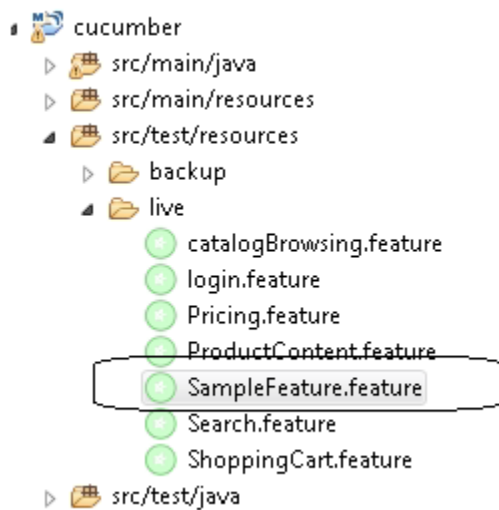 cucumber
src/main/java
src/main/resources
src/test/resources
backup
live
catalogBrowsing.feature
login.feature
Pricing.feature
ProductContent.feature
SampleFeature.feature
Search.feature
ShoppingCart.feature
src/test/java